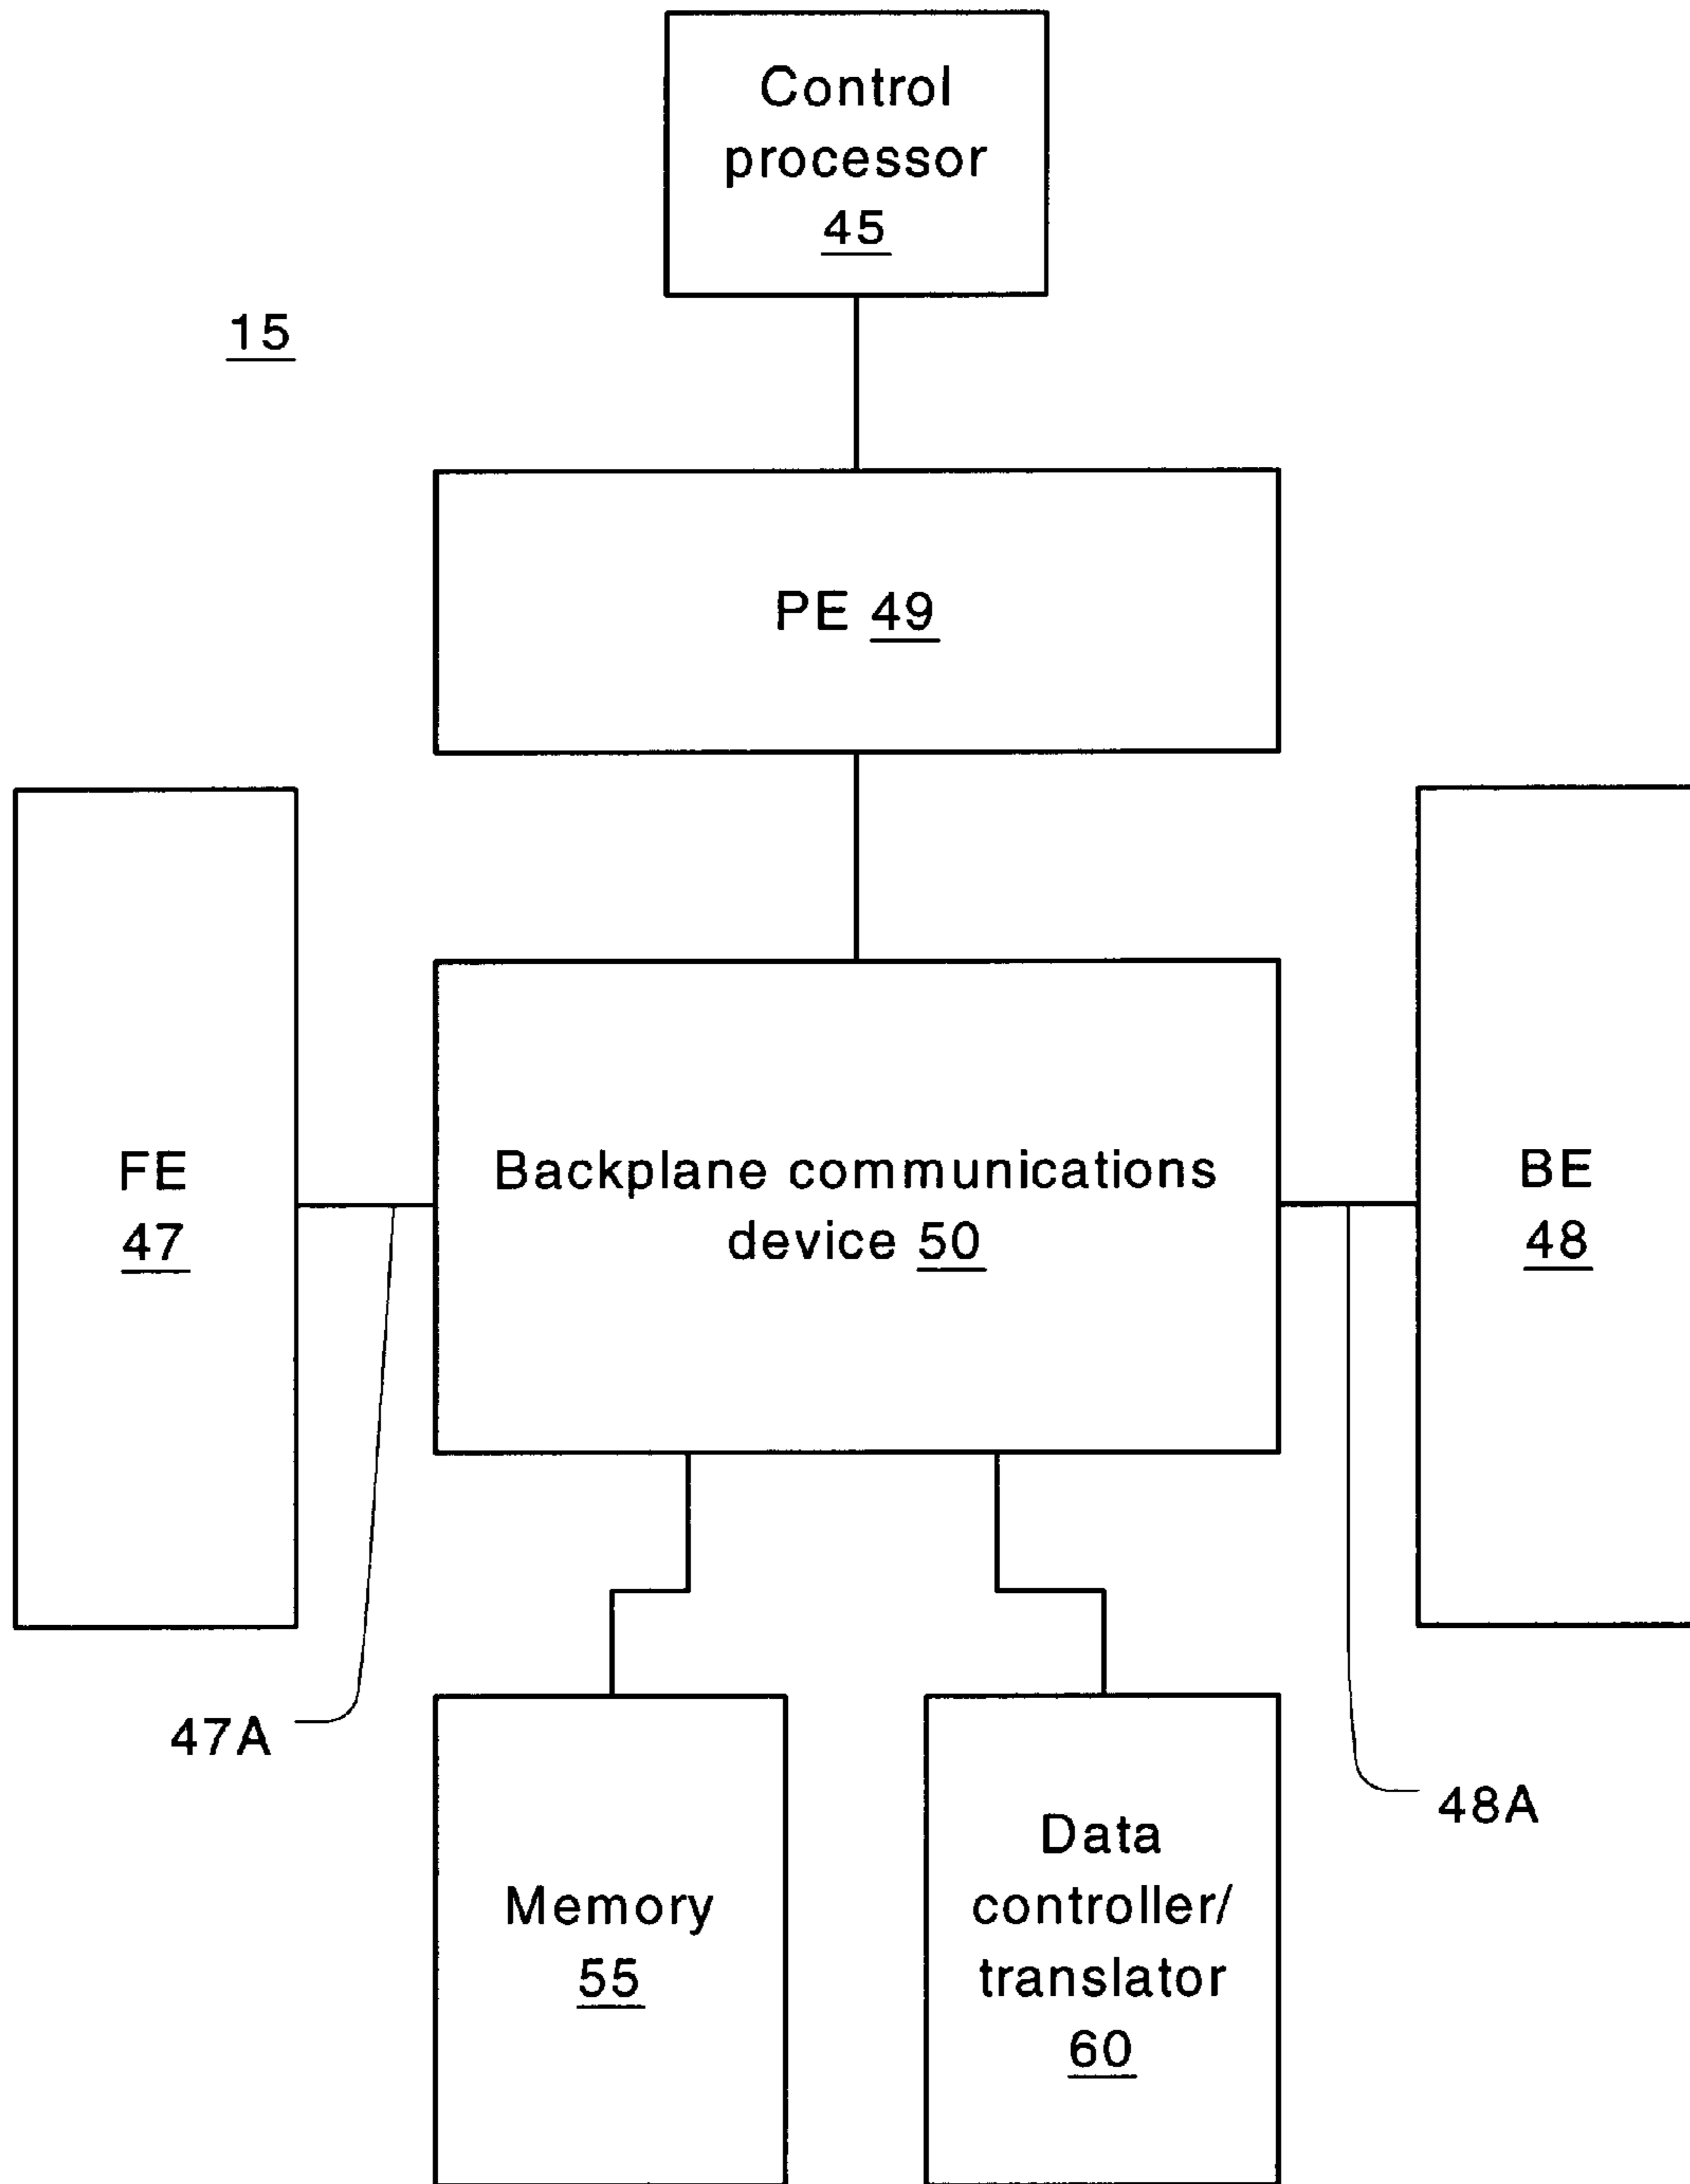 Control
processor
45
15
PE 49
FE
47
Backplane communications
device 50
BE
48
47A
48A
Memory
55
Data
controller/
translator
60